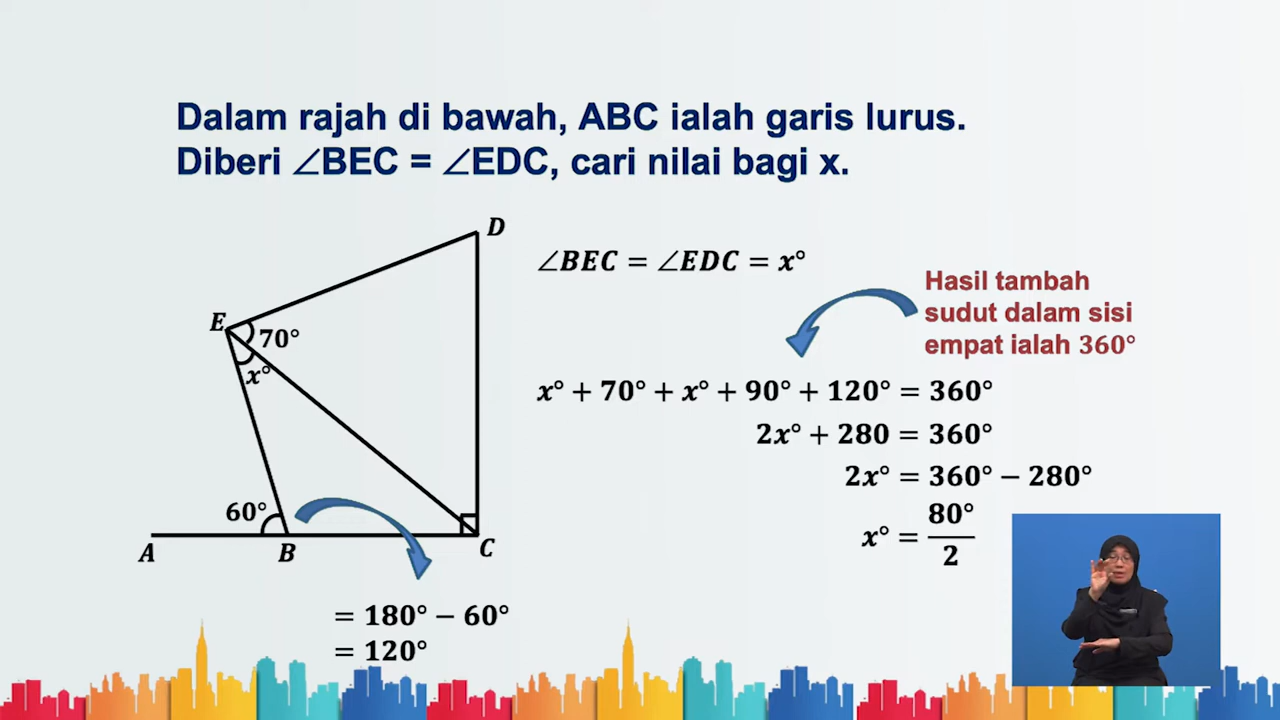 Dalam rajah di bawah, ABC ialah garis lurus.
Diberi ∠BEC = ∠EDC, cari nilai bagi x.
D
E
70°
x°
60°
A
B
C
= 180° − 60°
= 120°
∠BEC = ∠EDC = x°
Hasil tambah
sudut dalam sisi
empat ialah 360°
x° + 70° + x° + 90° + 120° = 360°
2x° + 280 = 360°
2x° = 360° − 280°
x° = 80°/2